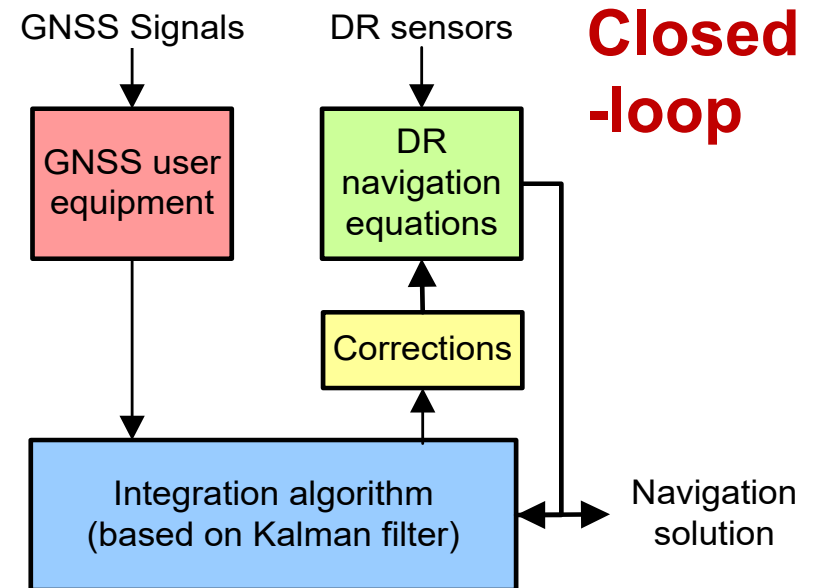 GNSS Signals
DR sensors
Closed
-loop
GNSS user
equipment
DR
navigation
equations
Corrections
Integration algorithm
(based on Kalman filter)
Navigation
solution